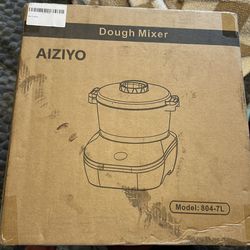 Dough Mixer
AIZIYO
Model: 804-7L